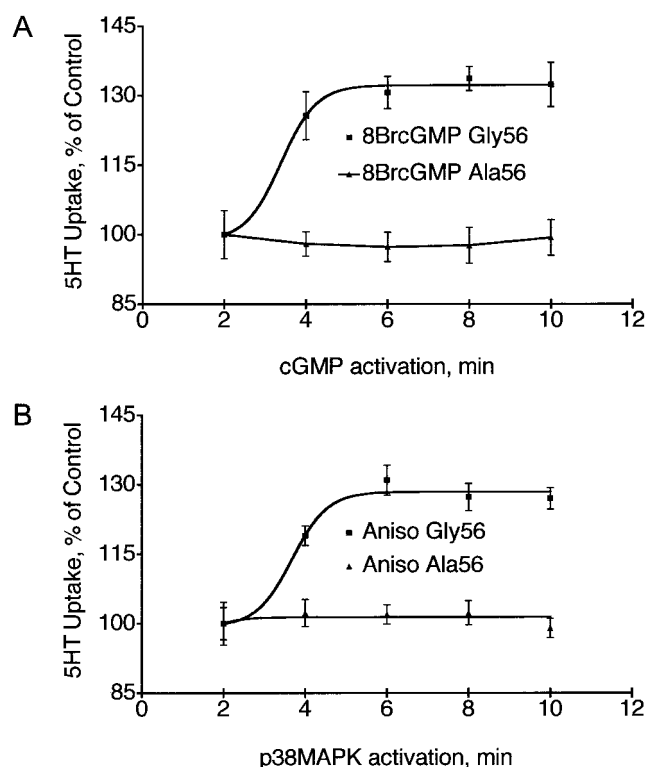 A
145
130
115
100
85
5HT Uptake, % of Control
8BrcGMP Gly56
8BrcGMP Ala56
0 2 4 6 8 10 12
cGMP activation, min
B
145
130
115
100
85
5HT Uptake, % of Control
Aniso Gly56
Aniso Ala56
0 2 4 6 8 10 12
p38MAPK activation, min